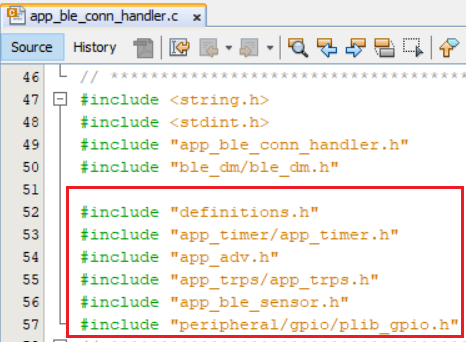 app_ble_conn_handler.c x
Source History
46 // ************************************
47 #include <string.h>
48 #include <stdint.h>
49 #include "app_ble_conn_handler.h"
50 #include "ble_dm/ble_dm.h"
51
52 #include "definitions.h"
53 #include "app_timer/app_timer.h"
54 #include "app_adv.h"
55 #include "app_trps/app_trps.h"
56 #include "app_ble_sensor.h"
57 #include "peripheral/gpio/plib_gpio.h"